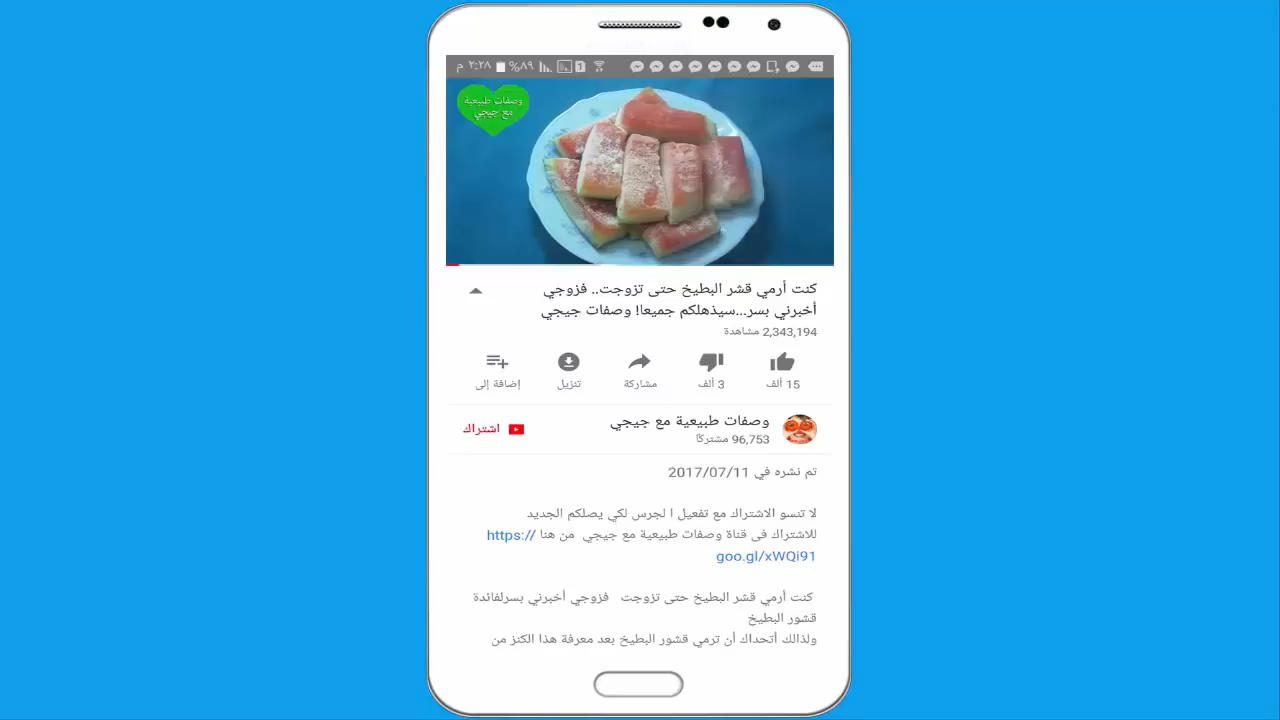 ٢:٢٨ م
%٨٩
وصفات طبيعية
مع جيجي
كنت أرمي قشر البطيخ حتى تزوجت.. فزوجي
أخبرني بسر...سيذهلكم جميعا! وصفات جيجي
2,343,194 مشاهدة
15 ألف
3 ألف
مشاركة
تنزيل
إضافة إلى
وصفات طبيعية مع جيجي
96,753 مشتركًا
اشتراك
تم نشره في 2017/07/11
لا تنسو الاشتراك مع تفعيل ا لجرس لكي يصلكم الجديد
للاشتراك فى قناة وصفات طبيعية مع جيجي من هنا https://
goo.gl/xWQi91
كنت أرمي قشر البطيخ حتى تزوجت فزوجي أخبرني بسرلفائدة
قشور البطيخ
ولذالك أتحداك أن ترمي قشور البطيخ بعد معرفة هذا الكنز من